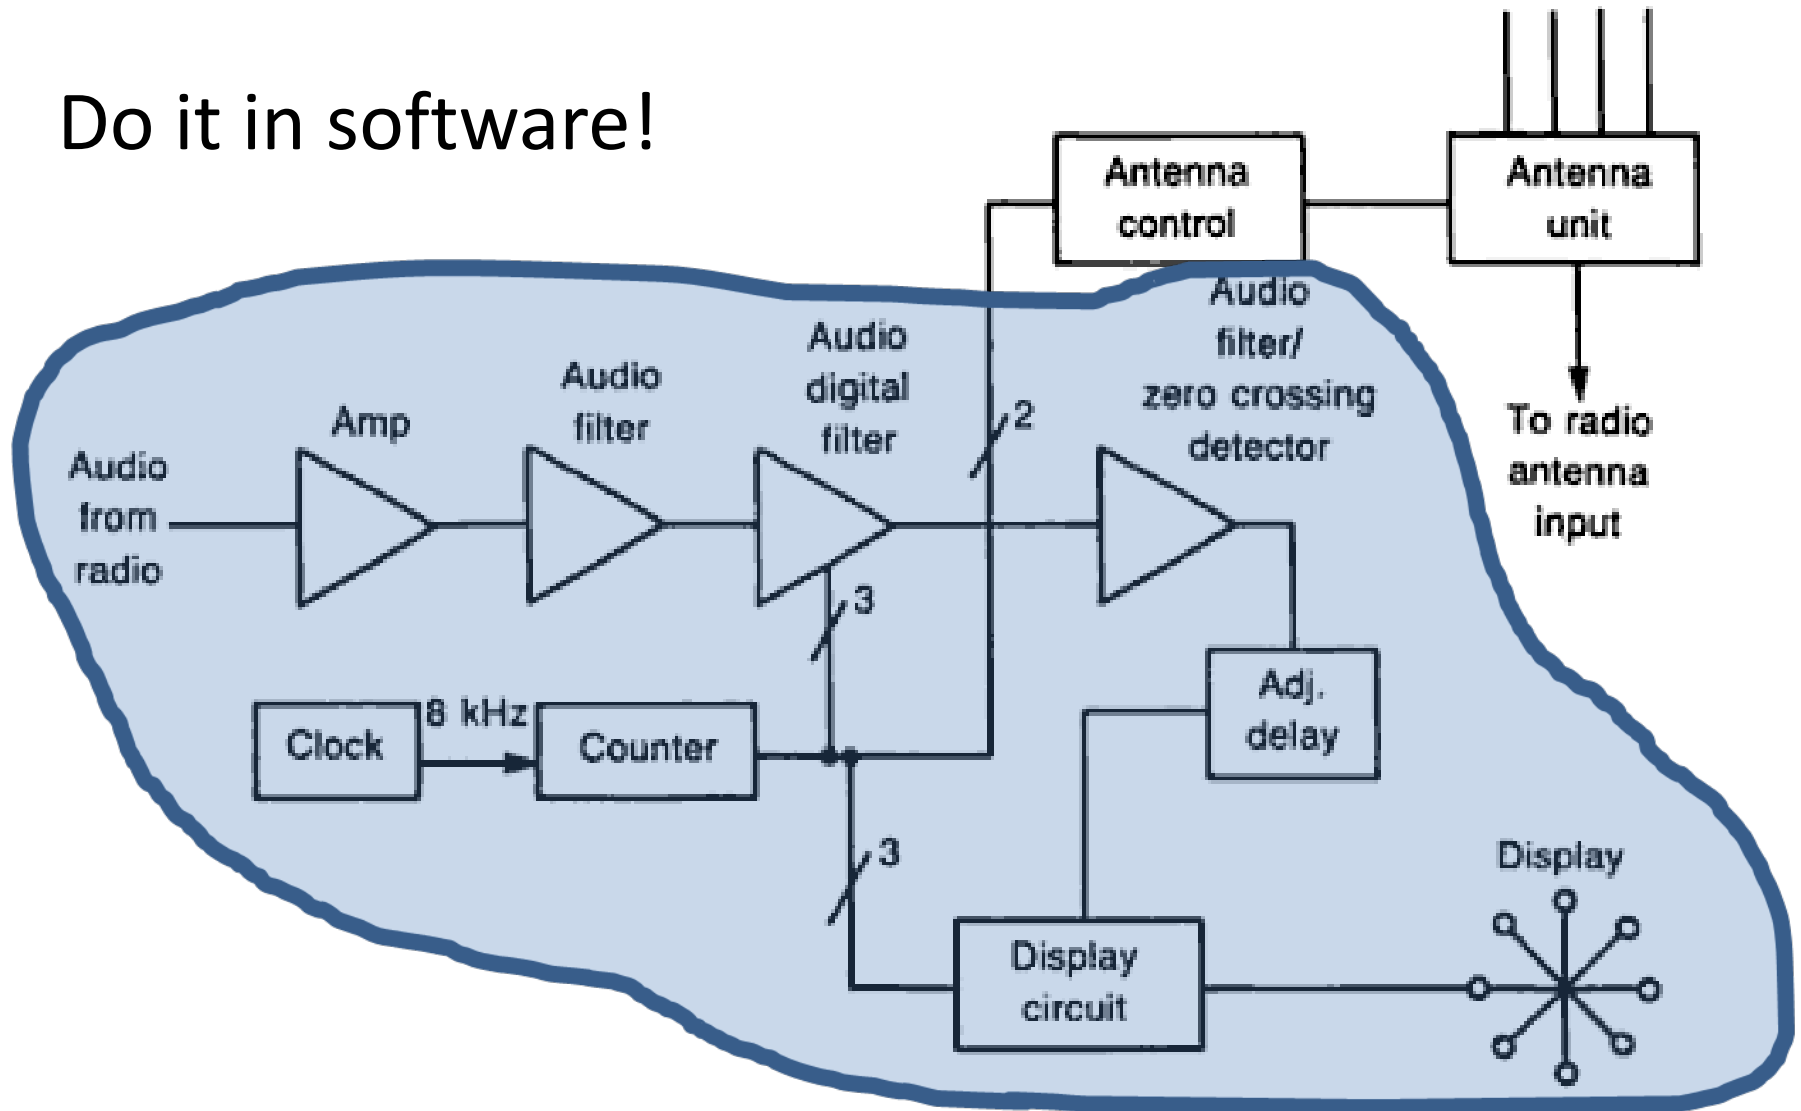 Do it in software!
Antenna
control
Antenna
unit
To radio
antenna
input
Audio
from
radio
Amp
Audio
filter
Audio
digital
filter
2
Audio
filter/
zero crossing
detector
3
Clock
8 kHz
Counter
Adj.
delay
3
Display
circuit
Display